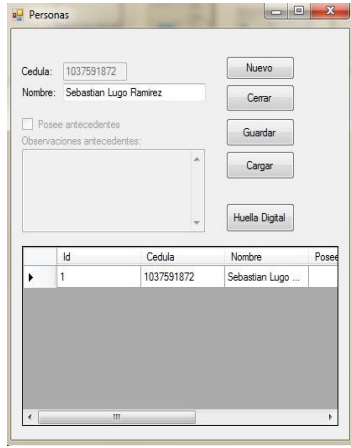 Personas
Cedula: 1037591872
Nombre: Sebastian Lugo Ramirez
Posee antecedentes
Observaciones antecedentes:
Nuevo
Cerrar
Guardar
Cargar
Huella Digital
Id Cedula Nombre Posee
1 1037591872 Sebastian Lugo ...